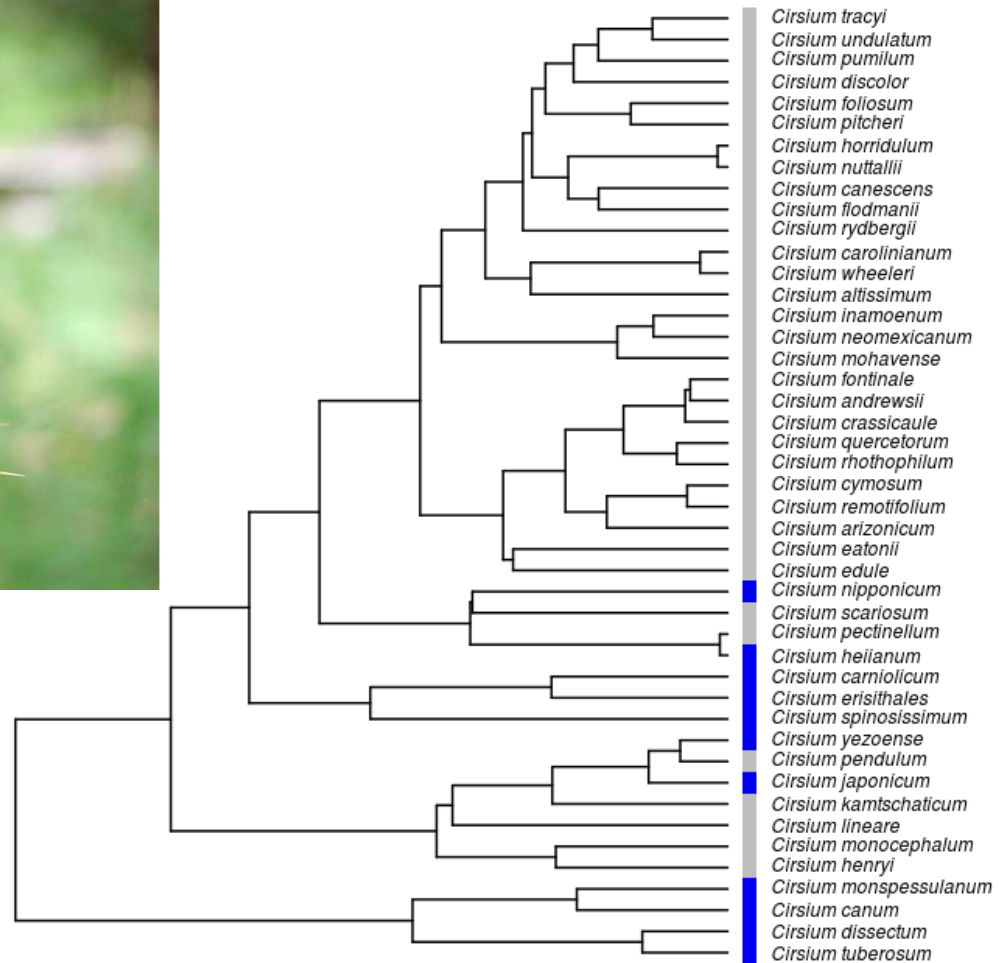 Cirsium tracyi
Cirsium undulatum
Cirsium pumilum
Cirsium discolor
Cirsium foliosum
Cirsium pitcheri
Cirsium horridulum
Cirsium nuttallii
Cirsium canescens
Cirsium flodmanii
Cirsium rydbergii
Cirsium carolinianum
Cirsium wheeleri
Cirsium altissimum
Cirsium inamoenum
Cirsium neomexicanum
Cirsium mohavense
Cirsium fontinale
Cirsium andrewsii
Cirsium crassicaule
Cirsium quercetorum
Cirsium rhothophilum
Cirsium cymosum
Cirsium remotifolium
Cirsium arizonicum
Cirsium eatonii
Cirsium edule
Cirsium nipponicum
Cirsium scariosum
Cirsium pectinellum
Cirsium heiianum
Cirsium carniolicum
Cirsium erisithales
Cirsium spinosissimum
Cirsium yezoense
Cirsium pendulum
Cirsium japonicum
Cirsium kamtschaticum
Cirsium lineare
Cirsium monocephalum
Cirsium henryi
Cirsium monspessulanum
Cirsium canum
Cirsium dissectum
Cirsium tuberosum